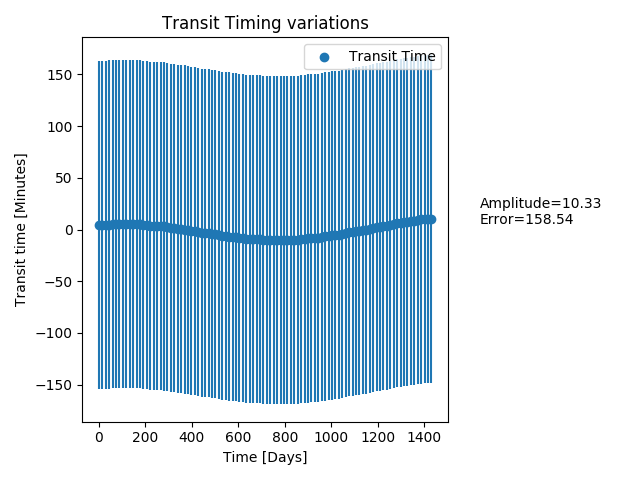 Transit Timing variations
Transit Time
150
100
50
0
−50
−100
−150
Transit time [Minutes]
Amplitude=10.33
Error=158.54
0 200 400 600 800 1000 1200 1400
Time [Days]